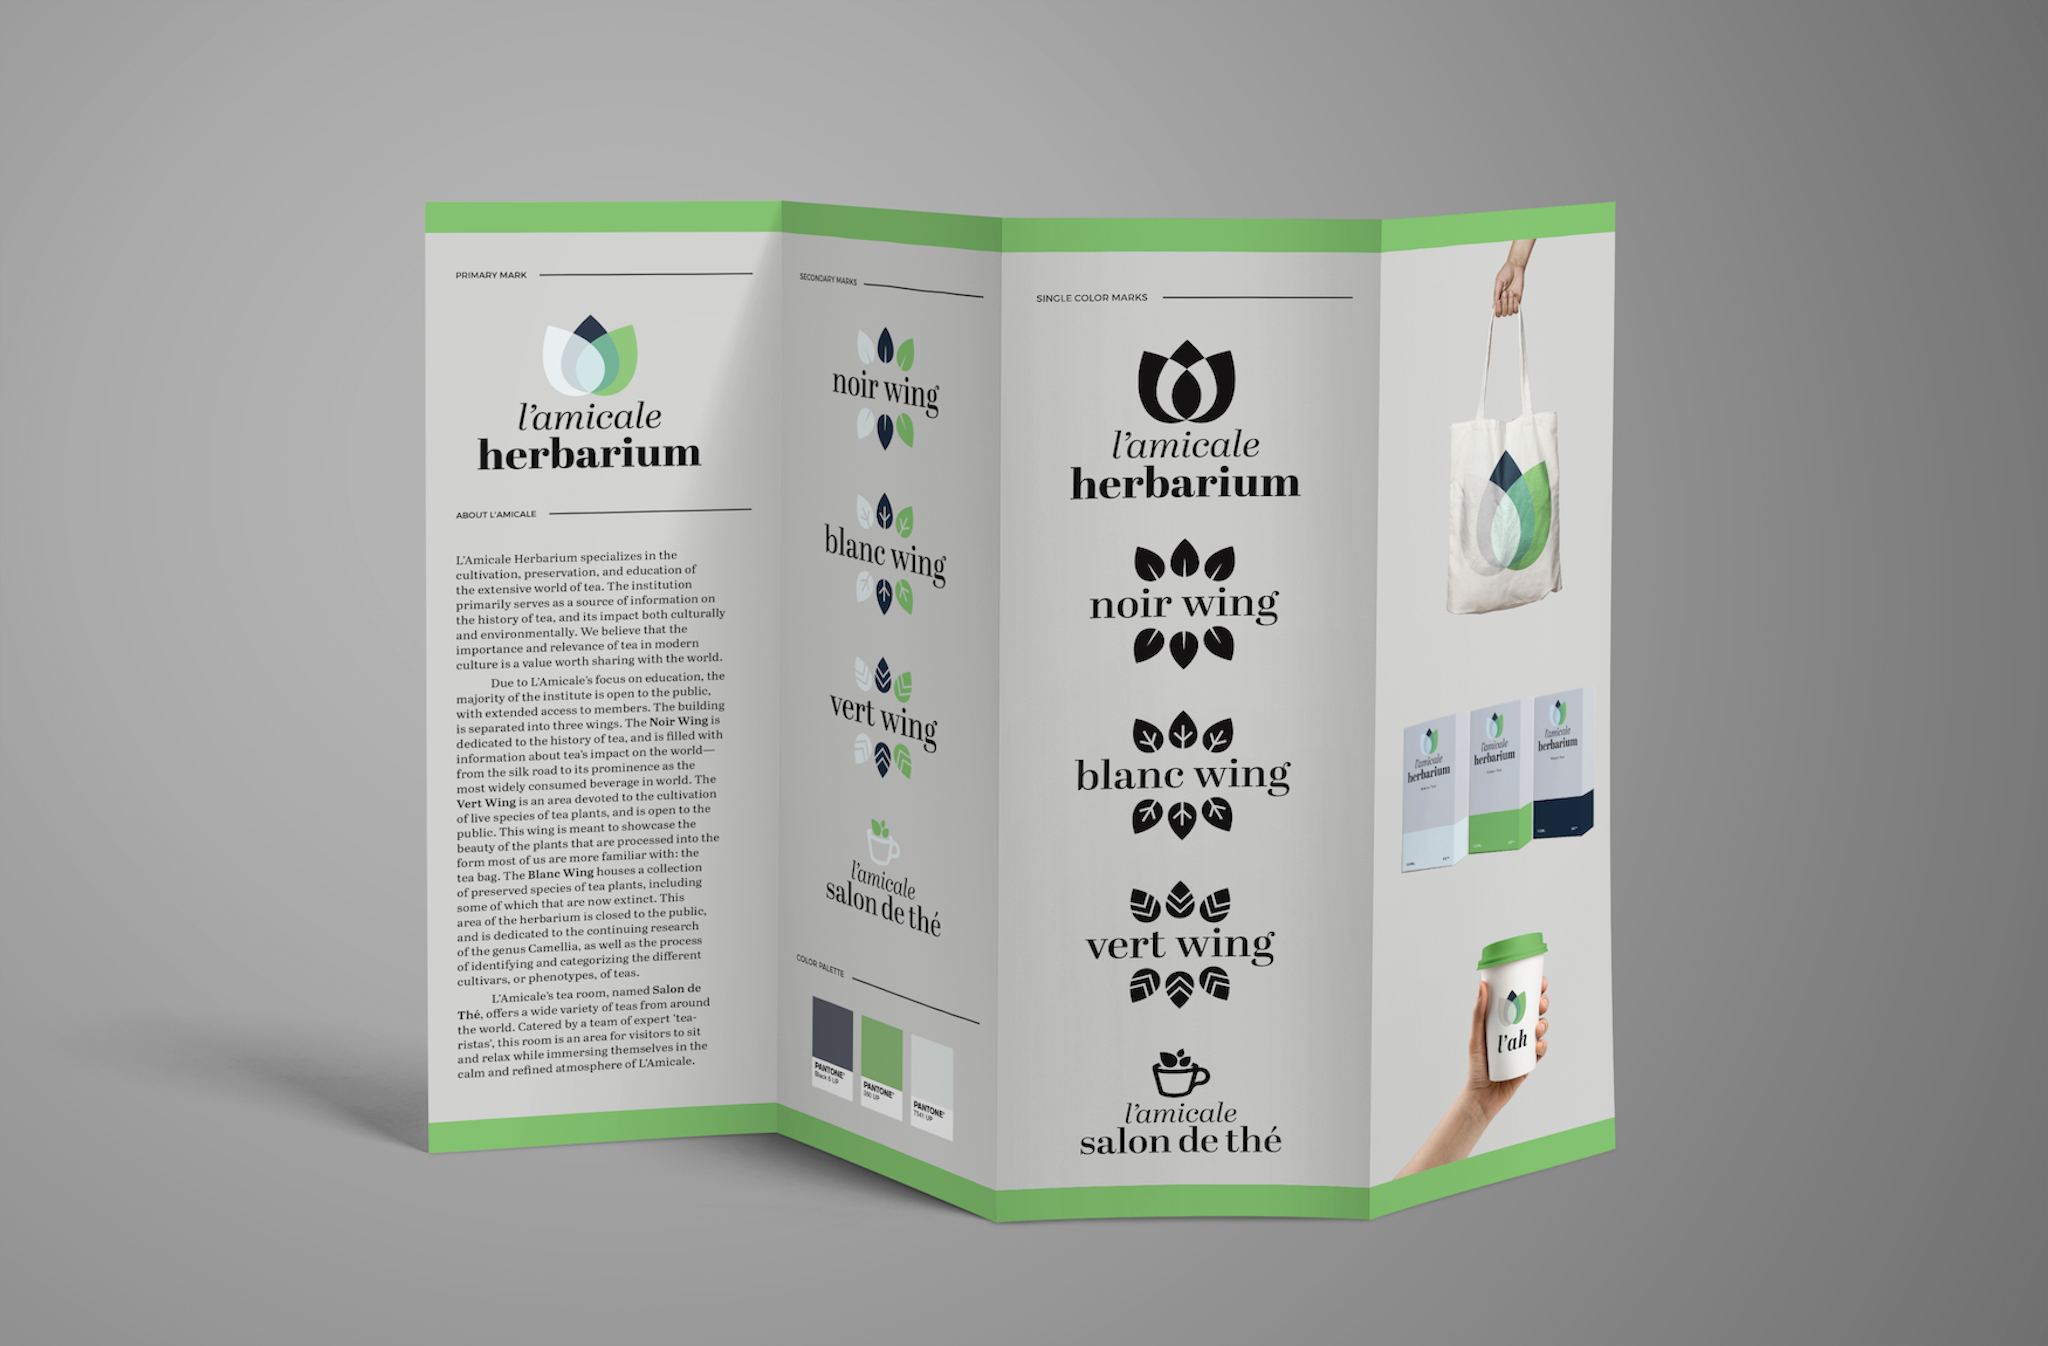 PRIMARY MARK
l'amicale
herbarium
ABOUT L'AMICALE
L'Amicale Herbarium specializes in the
cultivation, preservation, and education of
the extensive world of tea. The institution
primarily serves as a source of information on
the history of tea, and its impact both culturally
and environmentally. We believe that the
importance and relevance of tea in modern
culture is a value worth sharing with the world.
Due to L'Amicale's focus on education, the
majority of the institute is open to the public,
with extended access to members. The building
is separated into three wings. The Noir Wing is
dedicated to the history of tea, and is filled with
information about tea's impact on the world—
from the silk road to its prominence as the
most widely consumed beverage in world. The
Vert Wing is an area devoted to the cultivation
of live species of tea plants, and is open to the
public. This wing is meant to showcase the
beauty of the plants that are processed into the
form most of us are more familiar with: the
tea bag. The Blanc Wing houses a collection
of preserved species of tea plants, including
some of which that are now extinct. This
area of the herbarium is closed to the public,
and is dedicated to the continuing research
of the genus Camellia, as well as the process
of identifying and categorizing the different
cultivars, or phenotypes, of teas.
L'Amicale's tea room, named Salon de
Thé, offers a wide variety of teas from around
the world. Catered by a team of expert 'tea-
ristas', this room is an area for visitors to sit
and relax while immersing themselves in the
calm and refined atmosphere of L'Amicale.
SECONDARY MARKS
noir wing
blanc wing
vert wing
l'amicale
salon de thé
COLOR PALETTE
PANTONE®
Black 5 UP
PANTONE®
360 UP
PANTONE®
7541 UP
SINGLE COLOR MARKS
l'amicale
herbarium
noir wing
blanc wing
vert wing
l'amicale
salon de thé
l'amicale
herbarium
l'amicale
herbarium
l'amicale
herbarium
l'ah